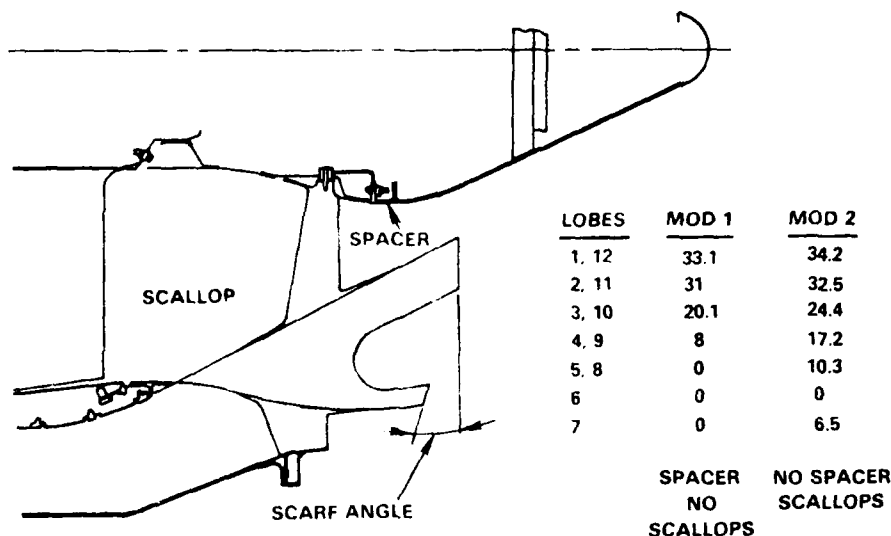 SPACER
SCALLOP
SCARF ANGLE
LOBES MOD 1 MOD 2
1, 12 33.1 34.2
2, 11 31 32.5
3, 10 20.1 24.4
4, 9 8 17.2
5, 8 0 10.3
6 0 0
7 0 6.5
SPACER NO SPACER
NO SCALLOPS
SCALLOPS